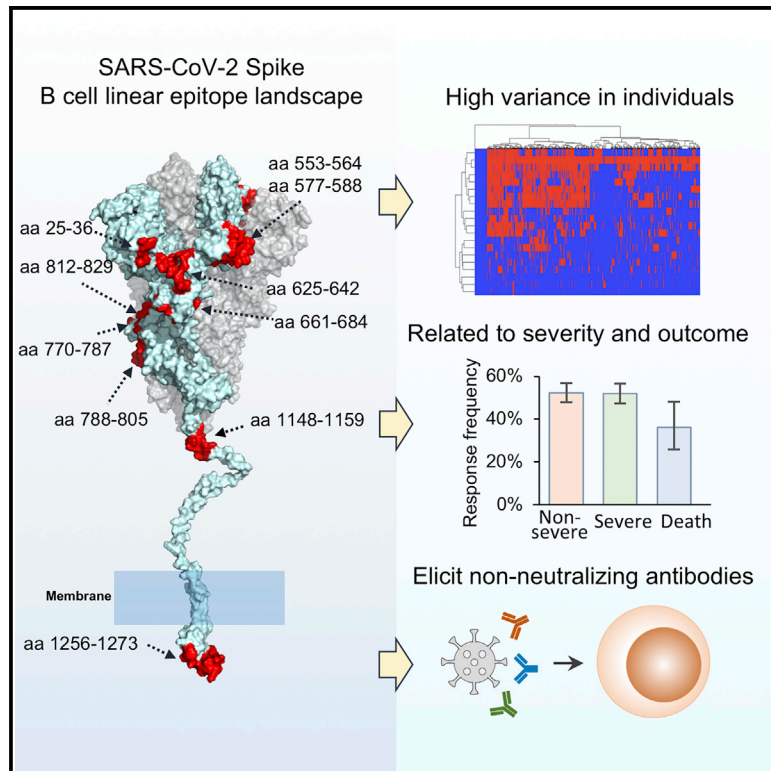 SARS-CoV-2 Spike
B cell linear epitope landscape
aa 553-564
aa 577-588
aa 25-36
aa 812-829
aa 625-642
aa 661-684
aa 770-787
aa 788-805
aa 1148-1159
Membrane
aa 1256-1273
High variance in individuals
Related to severity and outcome
Response frequency
60%
40%
20%
0%
Non-
severe
Severe
Death
Elicit non-neutralizing antibodies